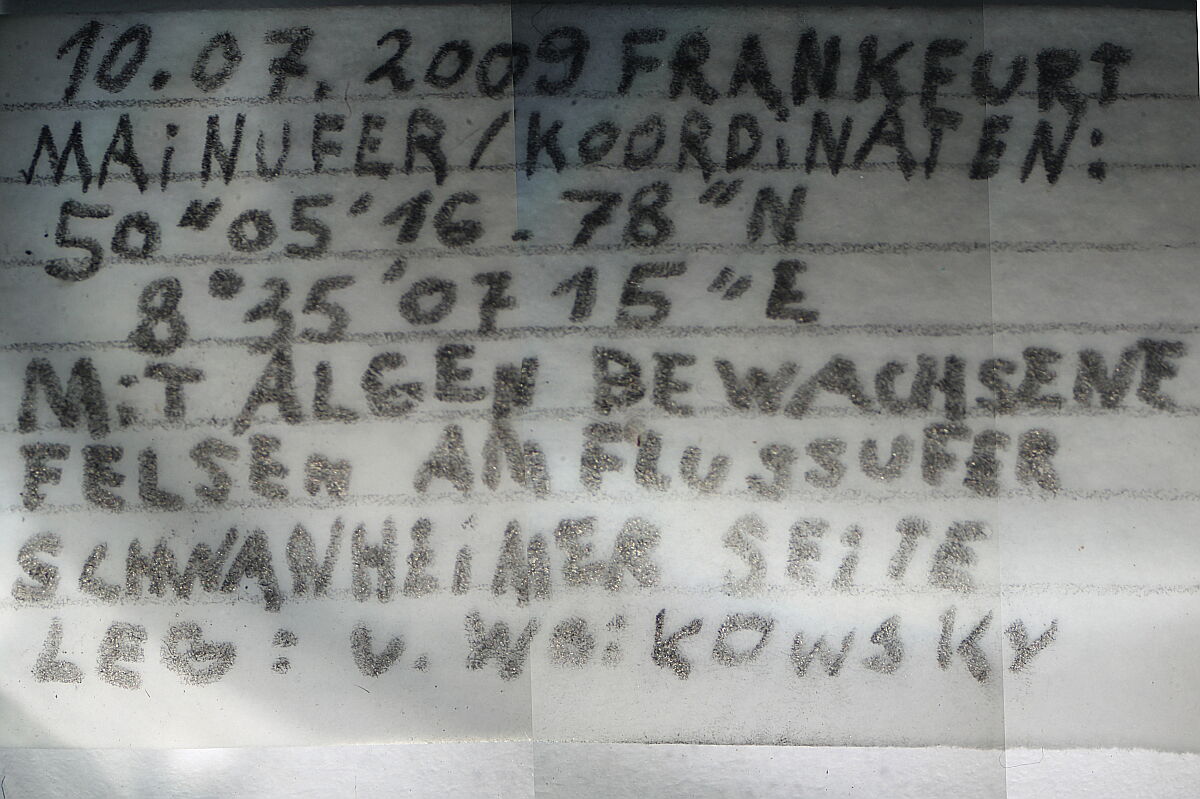 10.07.2009 FRANKFURT
MAiNUFER/KOORDiNATEN:
50"05'16.78"N
8°35'07 15"E
MiT ALGEN BEWACHSENE
FELSEN AM FLUSSUFER
SCHWANHEiMER SEiTE
LEG: V. WOiKOWSKY